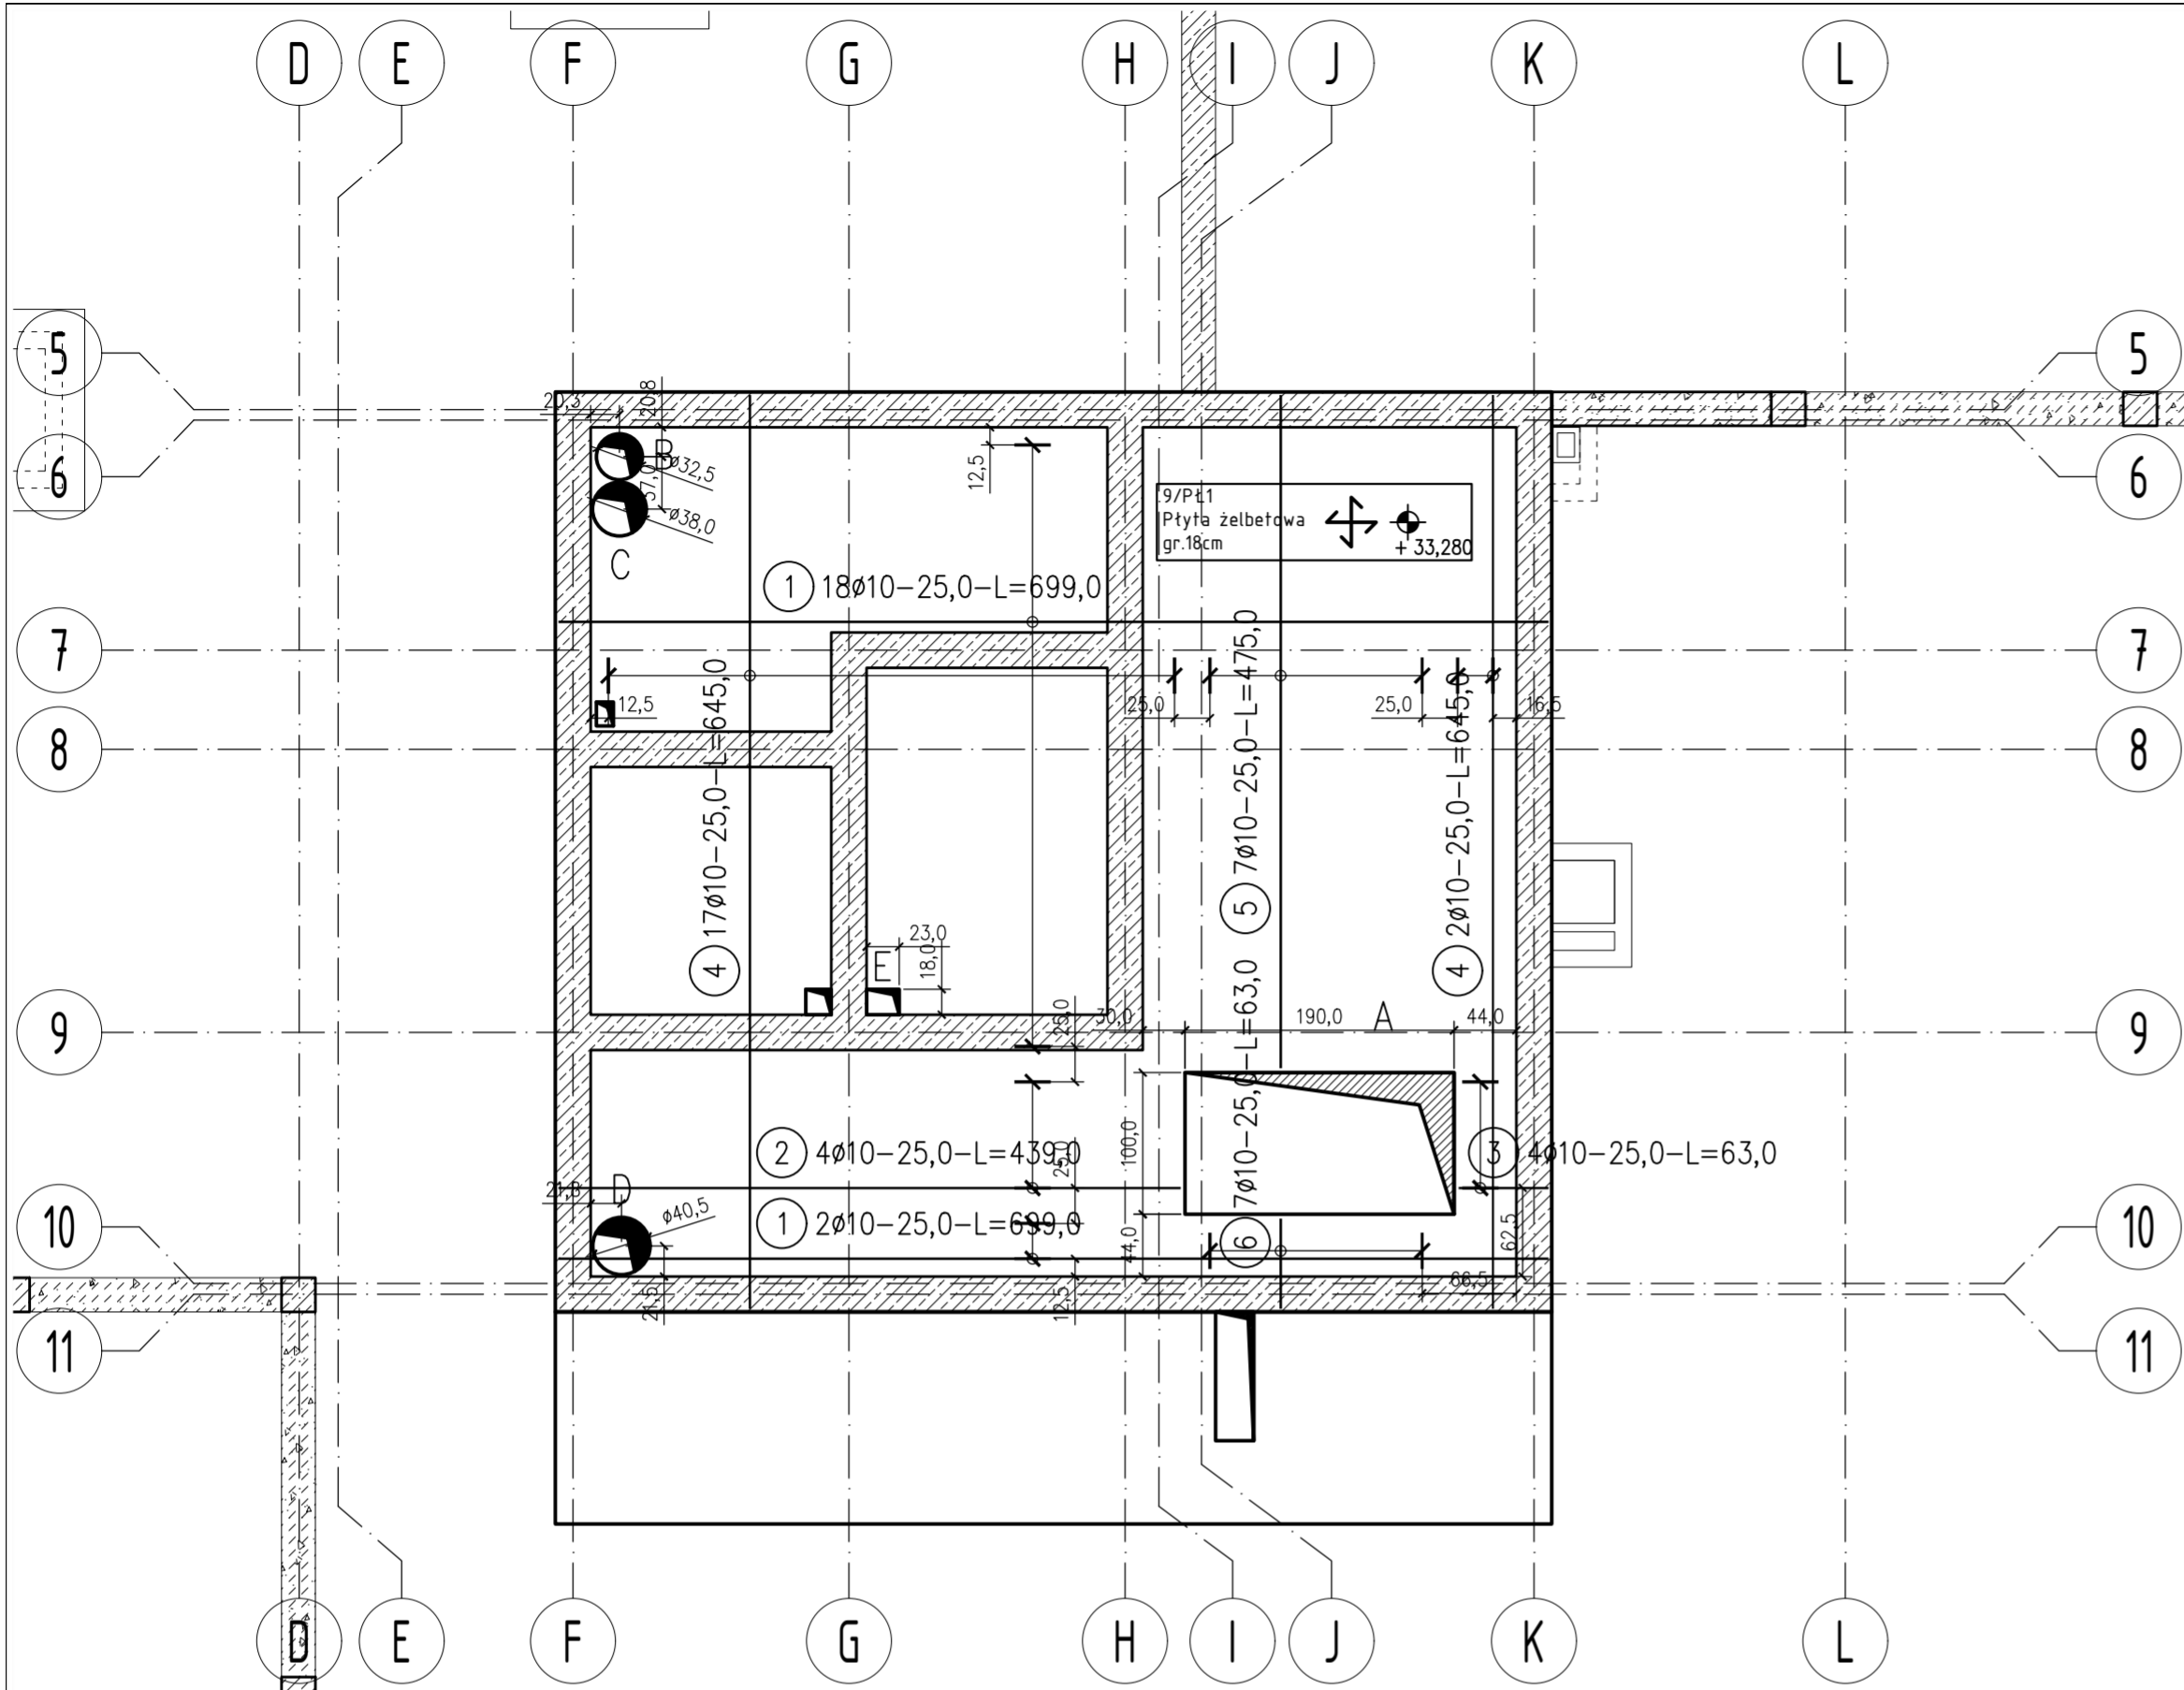 D E F G H I J K L
5 5
20,3
20,8
B
ø32,5
6 6
37,0
ø38,0
C
12,5
9/PŁ1
Płyta żelbetowa
gr.18cm
+ 33,280
1 18ø10-25,0-L=699,0
7 7
12,5
25,0
25,0
16,5
8 8
4 17ø10-25,0-L=645,0
5 7ø10-25,0-L=475,0
4 2ø10-25,0-L=645,0
E
23,0
18,0
9 9
25,0
30,0
190,0
A
44,0
6 7ø10-25,0-L=63,0
2 4ø10-25,0-L=439,0
25,0
100,0
3 4ø10-25,0-L=63,0
21,3
D
ø40,5
10 10
1 2ø10-25,0-L=699,0
44,0
62,5
21,5
12,5
66,5
11 11
D E F G H I J K L